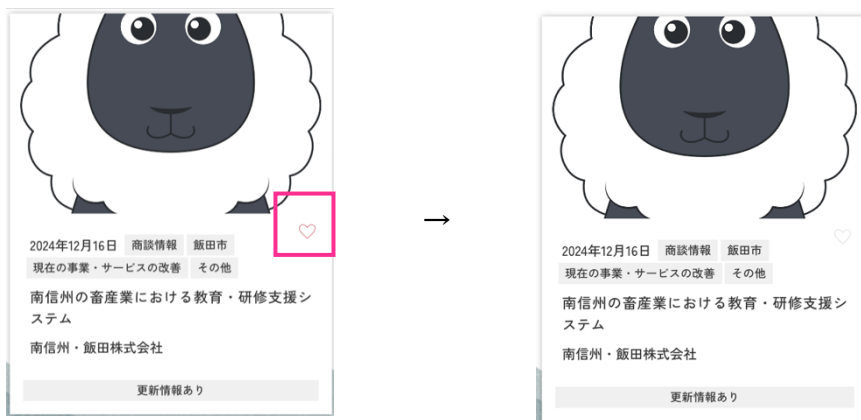 2024年12月16日 商談情報 飯田市
現在の事業・サービスの改善 その他
南信州の畜産業における教育・研修支援シ
ステム
南信州・飯田株式会社
更新情報あり
→
2024年12月16日 商談情報 飯田市
現在の事業・サービスの改善 その他
南信州の畜産業における教育・研修支援シ
ステム
南信州・飯田株式会社
更新情報あり